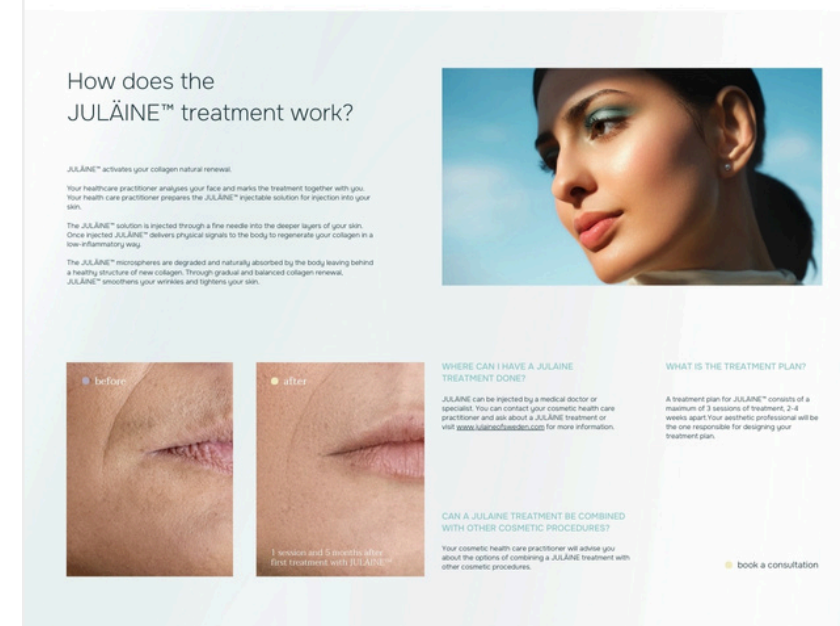 How does the
JULÄINE™ treatment work?
JULÄINE™ activates your collagen natural renewal.
Your healthcare practitioner analyses your face and marks the treatment together with you.
Your health care practitioner prepares the JULÄINE™ injectable solution for injection into your
skin.
The JULÄINE™ solution is injected through a fine needle into the deeper layers of your skin.
Once injected JULÄINE™ delivers physical signals to the body to regenerate your collagen in a
low-inflammatory way.
The JULÄINE™ microspheres are degraded and naturally absorbed by the body leaving behind
a healthy structure of new collagen. Through gradual and balanced collagen renewal,
JULÄINE™ smoothens your wrinkles and tightens your skin.
before
after
1 session and 5 months after
first treatment with JULÄINE™
WHERE CAN I HAVE A JULAINE
TREATMENT DONE?
JULÄINE can be injected by a medical doctor or
specialist. You can contact your cosmetic health care
practitioner and ask about a JULÄINE treatment or
visit www.julaineofsweden.com for more information.
WHAT IS THE TREATMENT PLAN?
A treatment plan for JULÄINE™ consists of a
maximum of 3 sessions of treatment, 2-4
weeks apart.Your aesthetic professional will be
the one responsible for designing your
treatment plan.
CAN A JULAINE TREATMENT BE COMBINED
WITH OTHER COSMETIC PROCEDURES?
Your cosmetic health care practitioner will advise you
about the options of combining a JULÄINE treatment with
other cosmetic procedures.
book a consultation